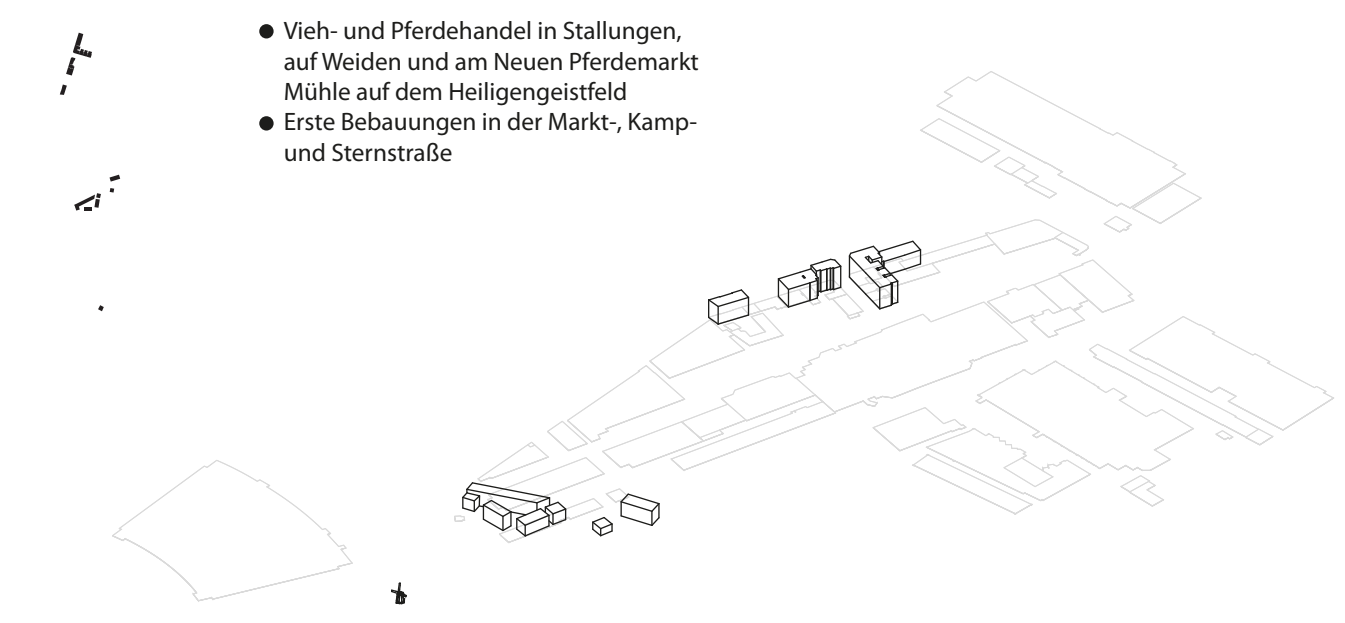 ● Vieh- und Pferdehandel in Stallungen,
auf Weiden und am Neuen Pferdemarkt
Mühle auf dem Heiligengeistfeld
● Erste Bebauungen in der Markt-, Kamp-
und Sternstraße